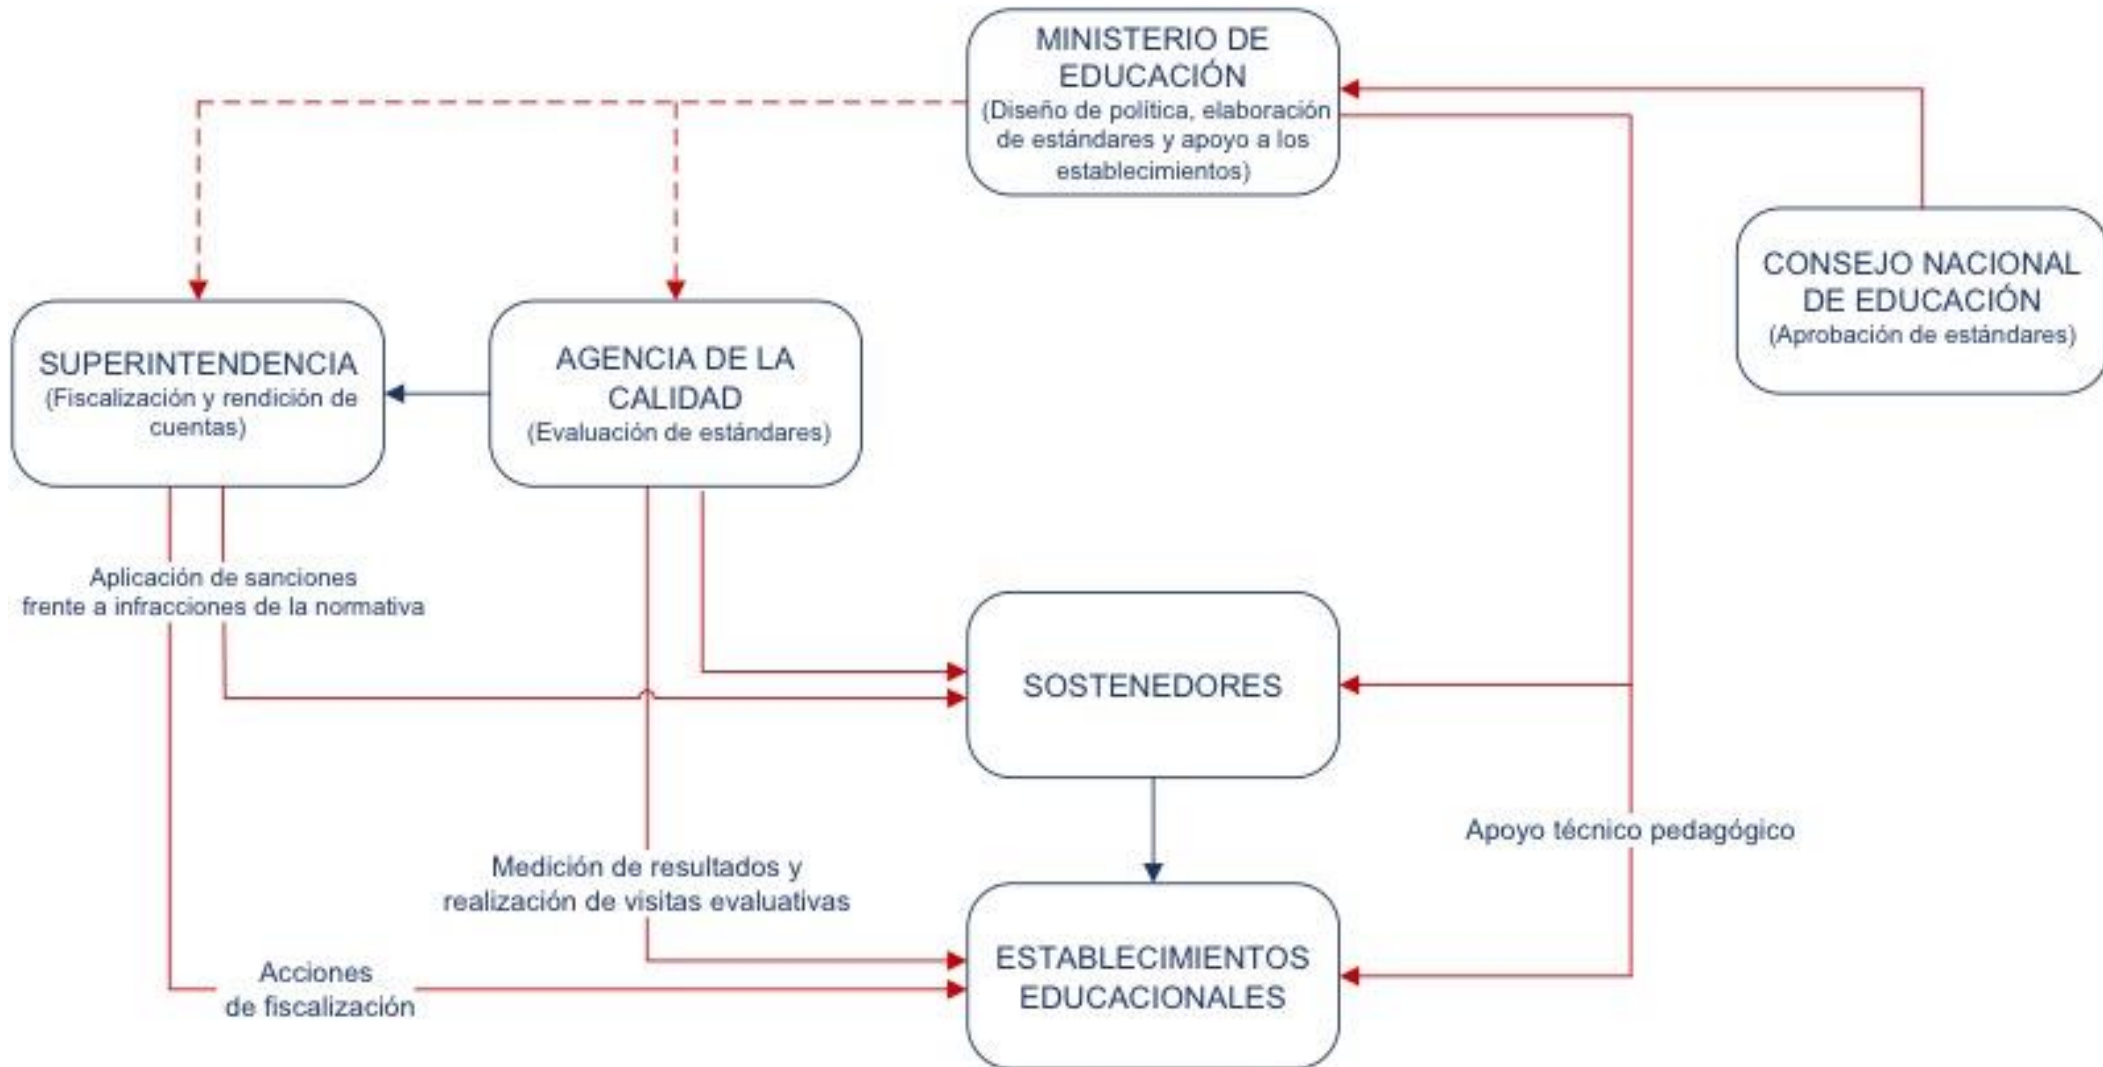 MINISTERIO DE
EDUCACIÓN
(Diseño de política, elaboración
de estándares y apoyo a los
establecimientos)
CONSEJO NACIONAL
DE EDUCACIÓN
(Aprobación de estándares)
SUPERINTENDENCIA
(Fiscalización y rendición de
cuentas)
AGENCIA DE LA
CALIDAD
(Evaluación de estándares)
Aplicación de sanciones
frente a infracciones de la normativa
SOSTENEDORES
Apoyo técnico pedagógico
Medición de resultados y
realización de visitas evaluativas
Acciones
de fiscalización
ESTABLECIMIENTOS
EDUCACIONALES